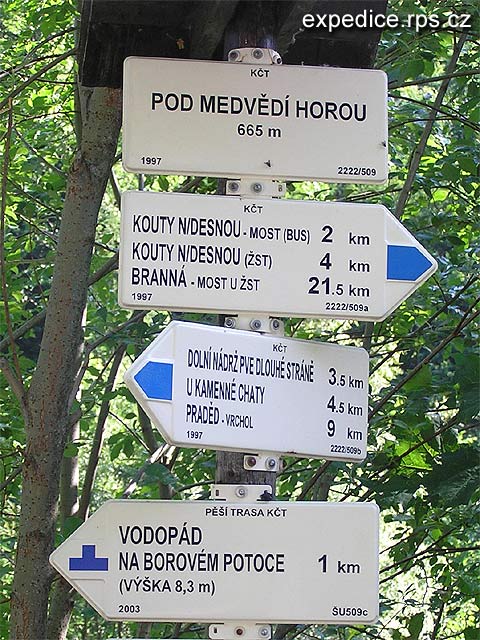 expedice.rps.cz
KČT
POD MEDVĚDÍ HOROU
665 m
1997 2222/509
KČT
KOUTY N/DESNOU - MOST (BUS) 2 km
KOUTY N/DESNOU (ŽST) 4 km
BRANNÁ - MOST U ŽST 21.5 km
1997 2222/509a
KČT
DOLNÍ NÁDRŽ PVE DLOUHÉ STRÁNĚ 3.5 km
U KAMENNÉ CHATY 4.5 km
PRADĚD - VRCHOL 9 km
1997 2222/509b
PĚŠÍ TRASA KČT
VODOPÁD
NA BOROVÉM POTOCE 1 km
(VÝŠKA 8,3 m)
2003 ŠU509c